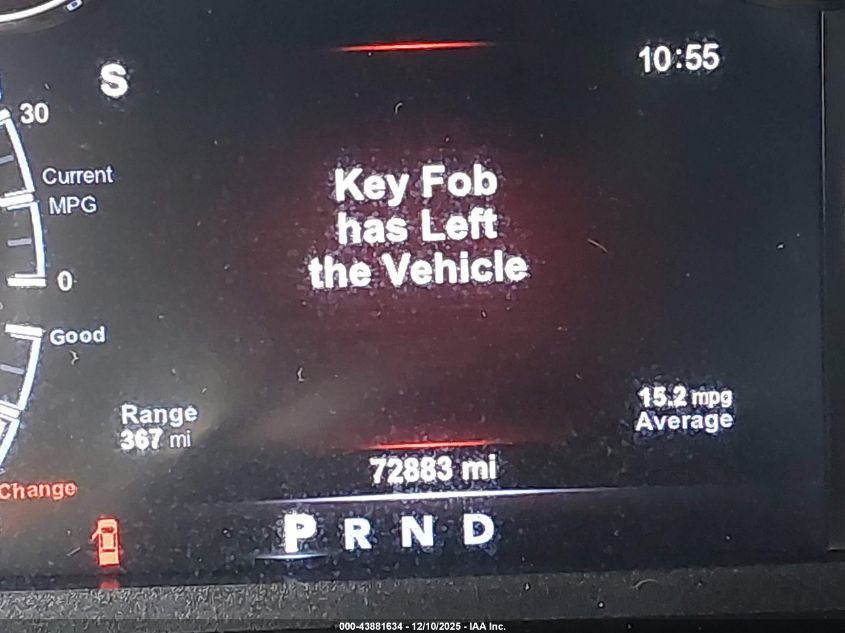 S
10:55
30
Key Fob
has Left
the Vehicle
Current
MPG
0
Good
Range
367 mi
15.2 mpg
Average
72883 mi
Change
P R N D
000-43881634 - 12/10/2025 - IAA Inc.